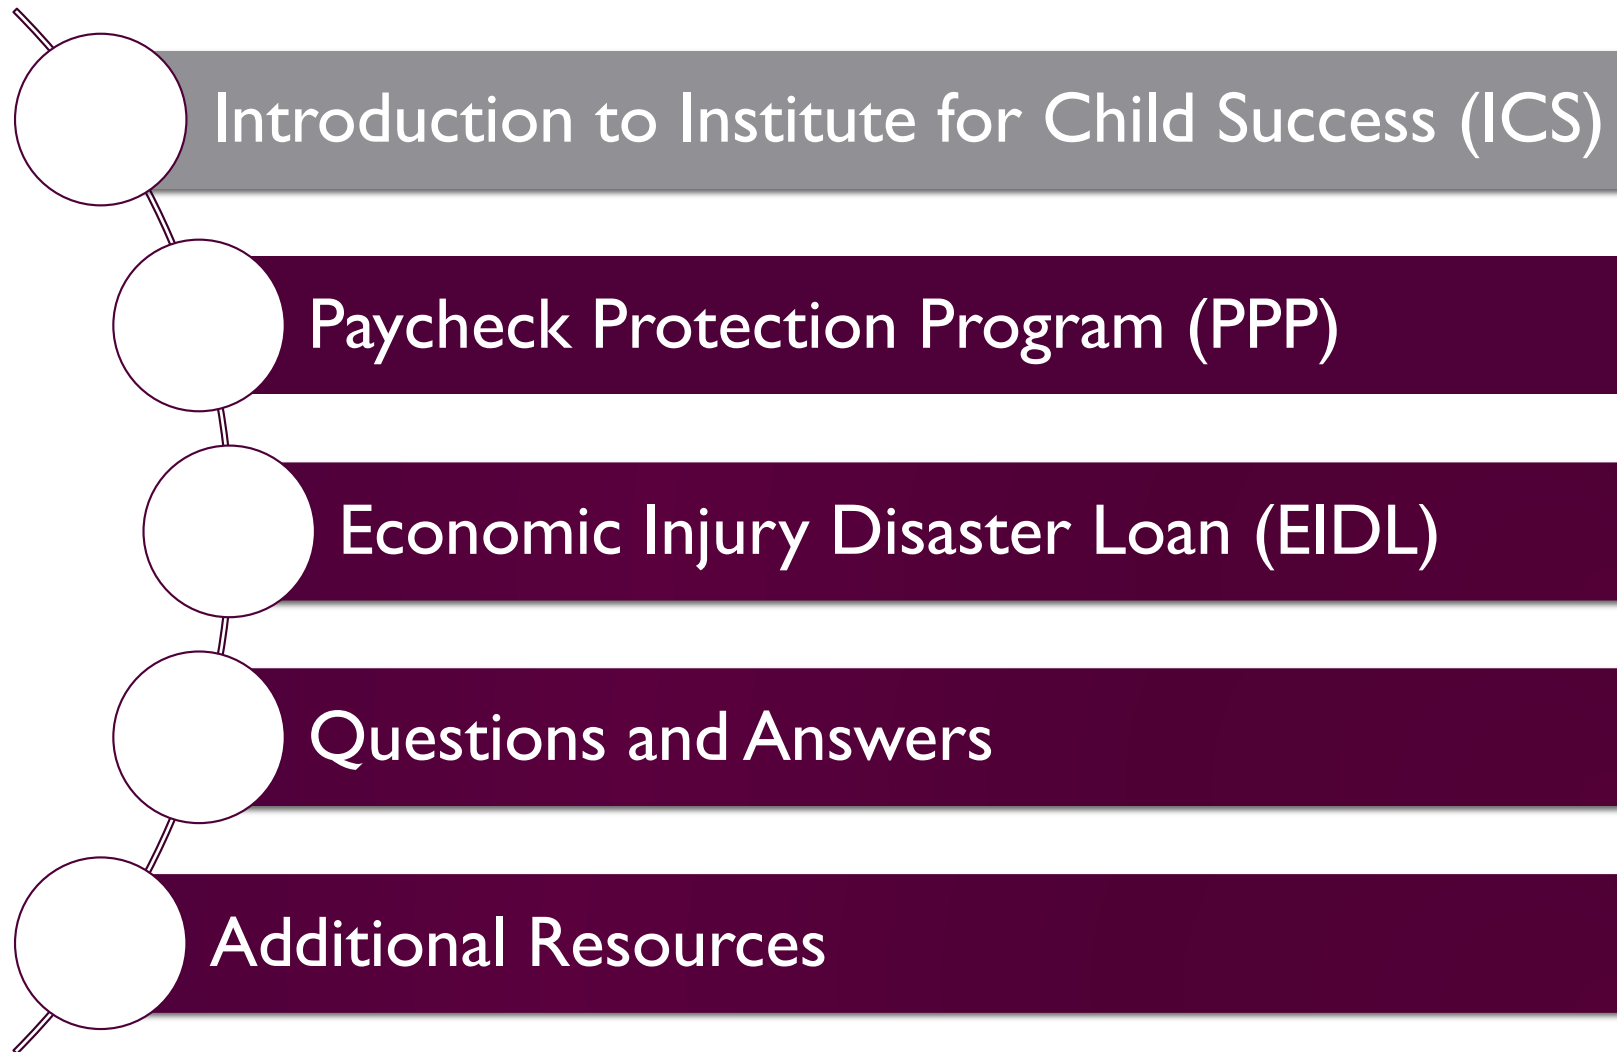 Introduction to Institute for Child Success (ICS)
Paycheck Protection Program (PPP)
Economic Injury Disaster Loan (EIDL)
Questions and Answers
Additional Resources